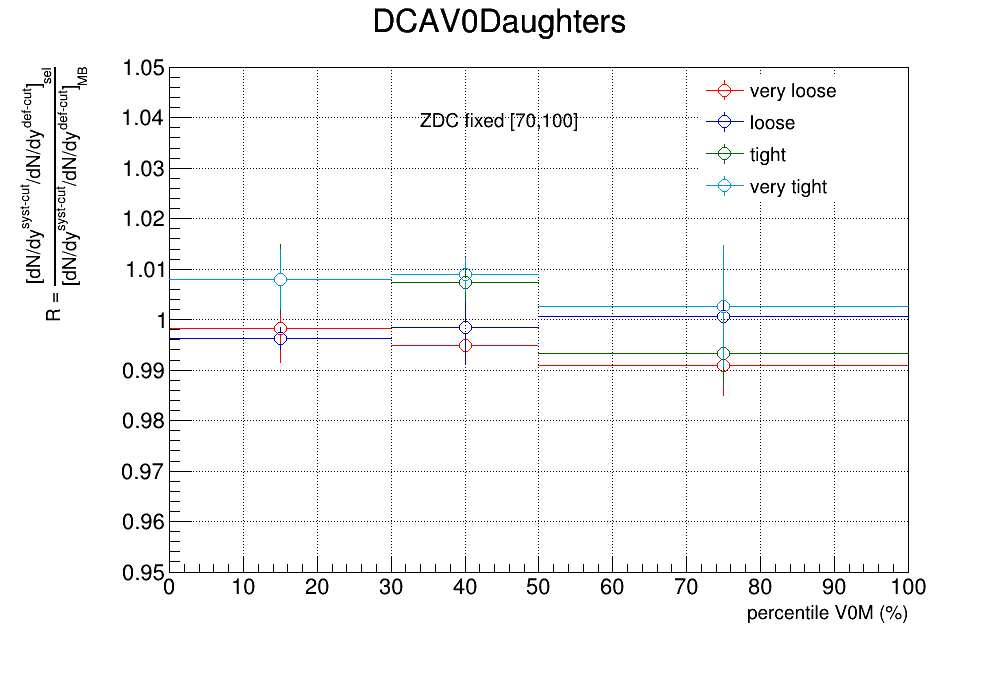 DCAV0Daughters
R = [dN/dy^syst-cut/dN/dy^def-cut]_sel
[dN/dy^syst-cut/dN/dy^def-cut]_MB
1.05
1.04
1.03
1.02
1.01
1
0.99
0.98
0.97
0.96
0.95
ZDC fixed [70,100]
very loose
loose
tight
very tight
0 10 20 30 40 50 60 70 80 90 100
percentile V0M (%)